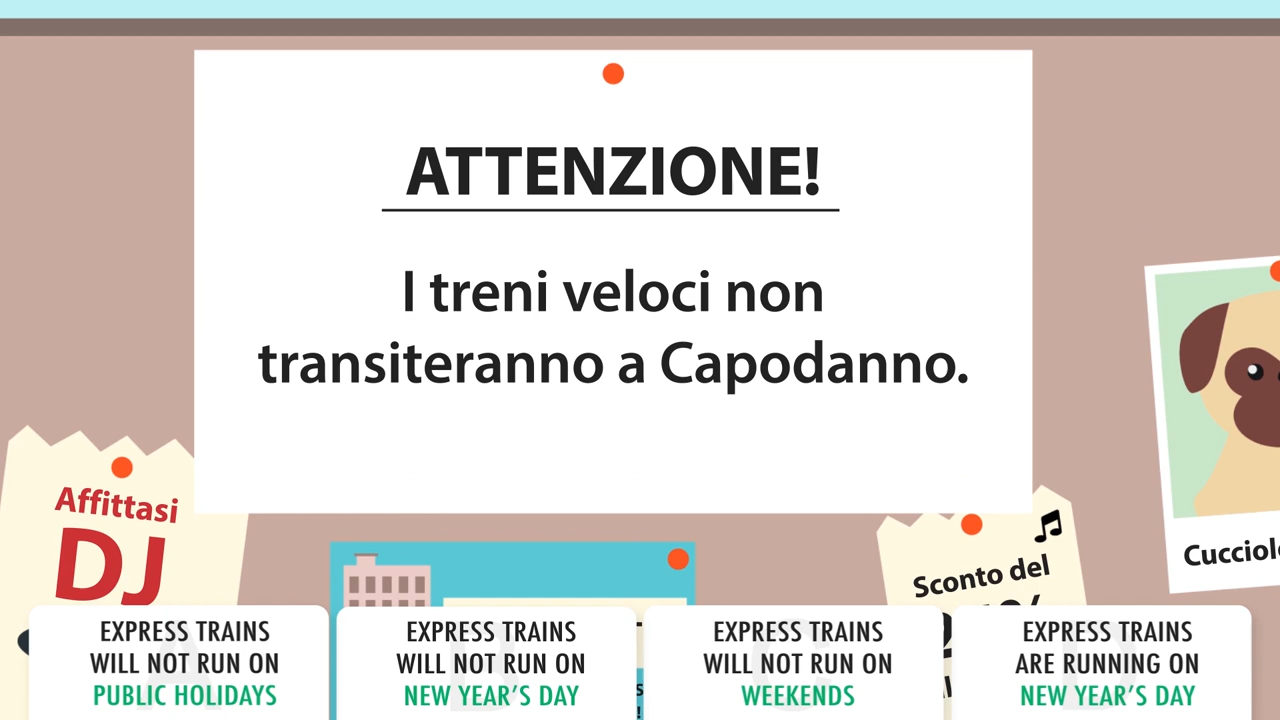 ATTENZIONE!
I treni veloci non
transiteranno a Capodanno.
Affittasi
DJ
Sconto del
EXPRESS TRAINS
WILL NOT RUN ON
PUBLIC HOLIDAYS
EXPRESS TRAINS
WILL NOT RUN ON
NEW YEAR'S DAY
EXPRESS TRAINS
WILL NOT RUN ON
WEEKENDS
EXPRESS TRAINS
ARE RUNNING ON
NEW YEAR'S DAY